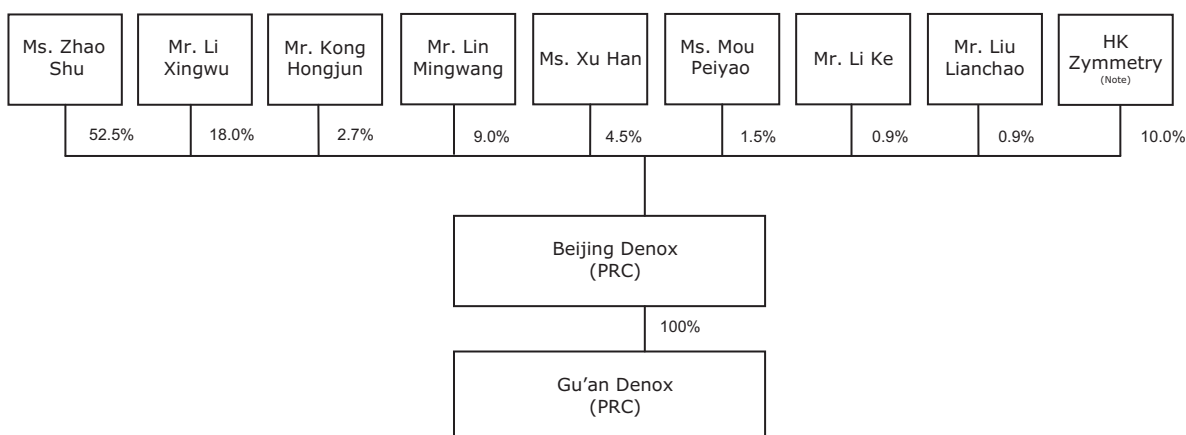 Ms. Zhao
Shu
Mr. Li
Xingwu
Mr. Kong
Hongjun
Mr. Lin
Mingwang
Ms. Xu Han
Ms. Mou
Peiyao
Mr. Li Ke
Mr. Liu
Lianchao
HK
Zymmetry
(Note)
52.5%
18.0%
2.7%
9.0%
4.5%
1.5%
0.9%
0.9%
10.0%
Beijing Denox
(PRC)
100%
Gu’an Denox
(PRC)